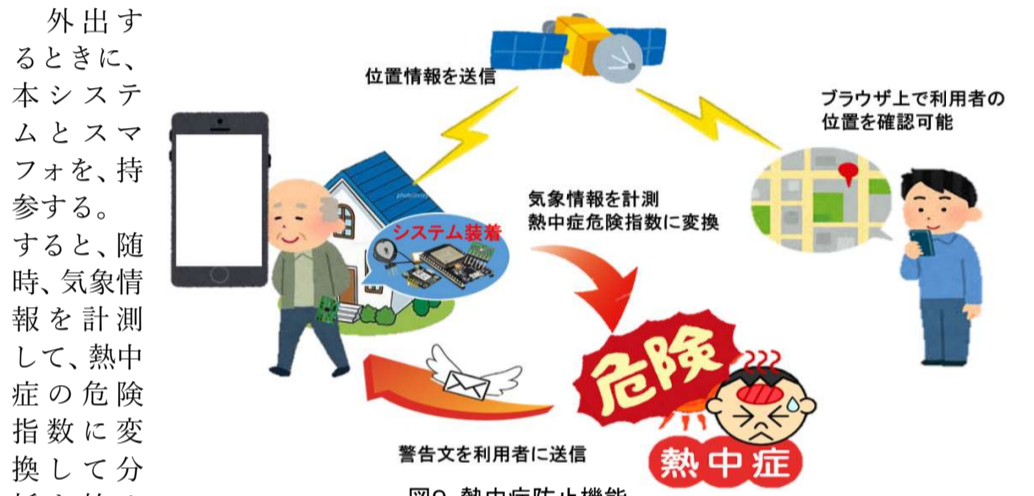 外出す
るときに、
本システ
ムとスマ
フォを、持
参する。
すると、随
時、気象情
報を計測
して、熱中
症の危険
指数に変
換して分
位置情報を送信
ブラウザ上で利用者の
位置を確認可能
気象情報を計測
熱中症危険指数に変換
システム装着
危険
熱中症
警告文を利用者に送信